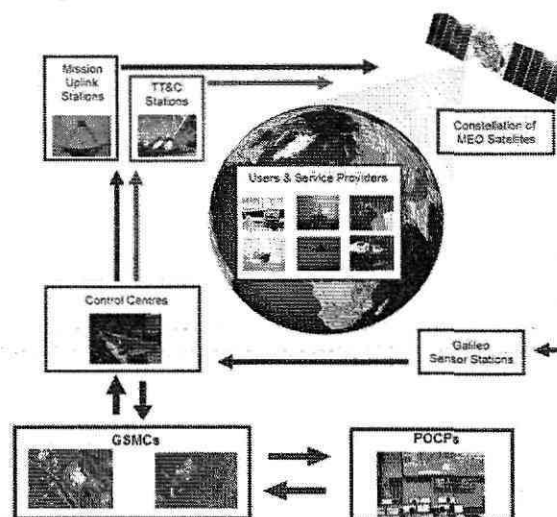 Mission
Uplink
Stations
TT&C
Stations
Constellation of
MEO Satellites
Users & Service Providers
Control Centres
Galileo
Sensor Stations
GSMCs
POCPs